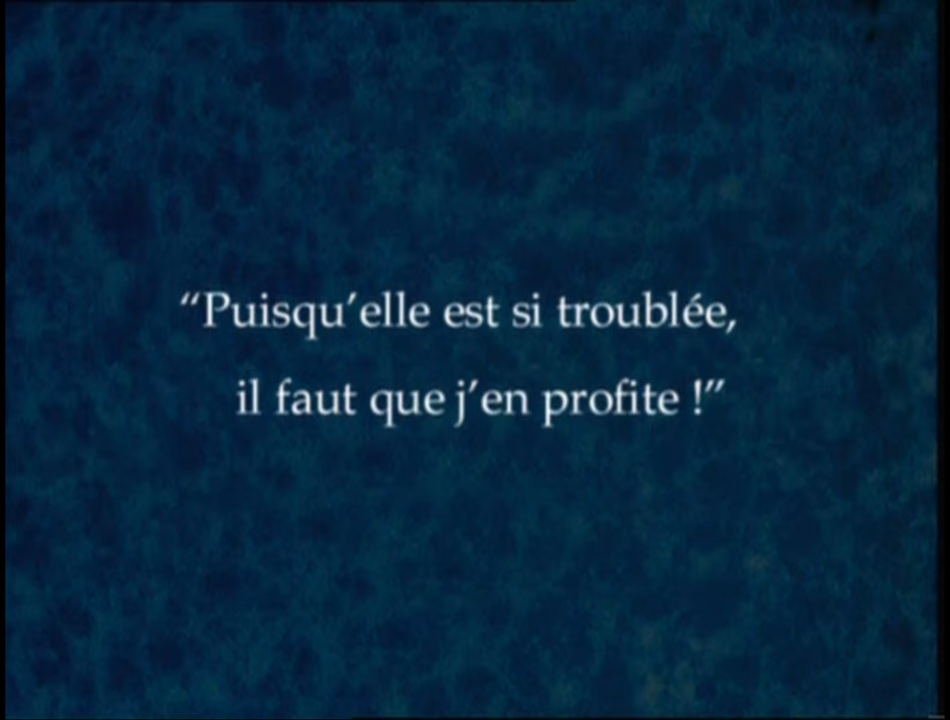 “Puisqu’elle est si troublée,
il faut que j’en profite !”